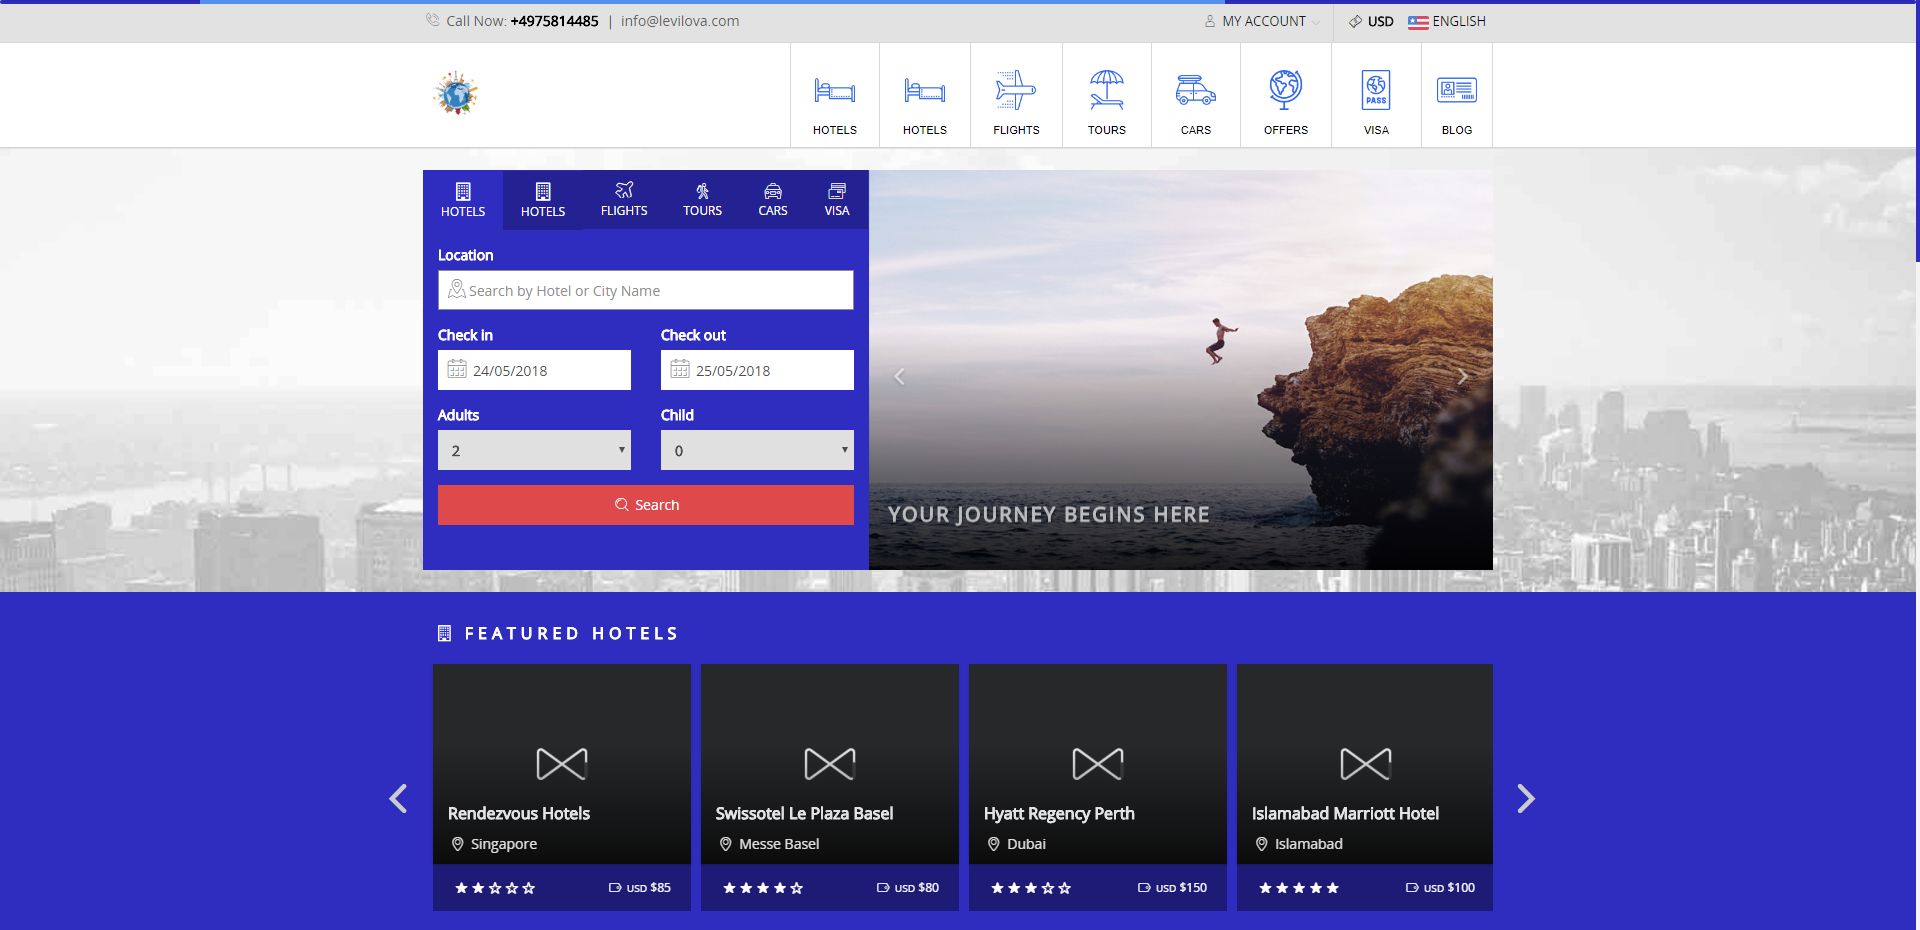 Call Now: +4975814485 | info@levilova.com
MY ACCOUNT USD ENGLISH
HOTELS HOTELS FLIGHTS TOURS CARS OFFERS VISA BLOG
PASS
HOTELS HOTELS FLIGHTS TOURS CARS VISA
Location
Search by Hotel or City Name
Check in Check out
24/05/2018 25/05/2018
Adults Child
2 0
Search
YOUR JOURNEY BEGINS HERE
FEATURED HOTELS
Rendezvous Hotels
Singapore
USD $85
Swissotel Le Plaza Basel
Messe Basel
USD $80
Hyatt Regency Perth
Dubai
USD $150
Islamabad Marriott Hotel
Islamabad
USD $100